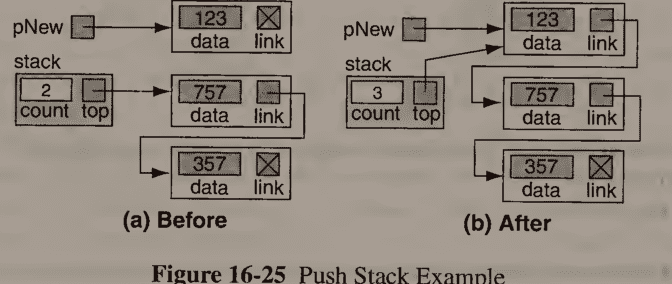 pNew
123
data link
stack
2
count top
757
data link
357
data link
(a) Before
pNew
123
data link
stack
3
count top
757
data link
357
data link
(b) After
Figure 16-25 Push Stack Example